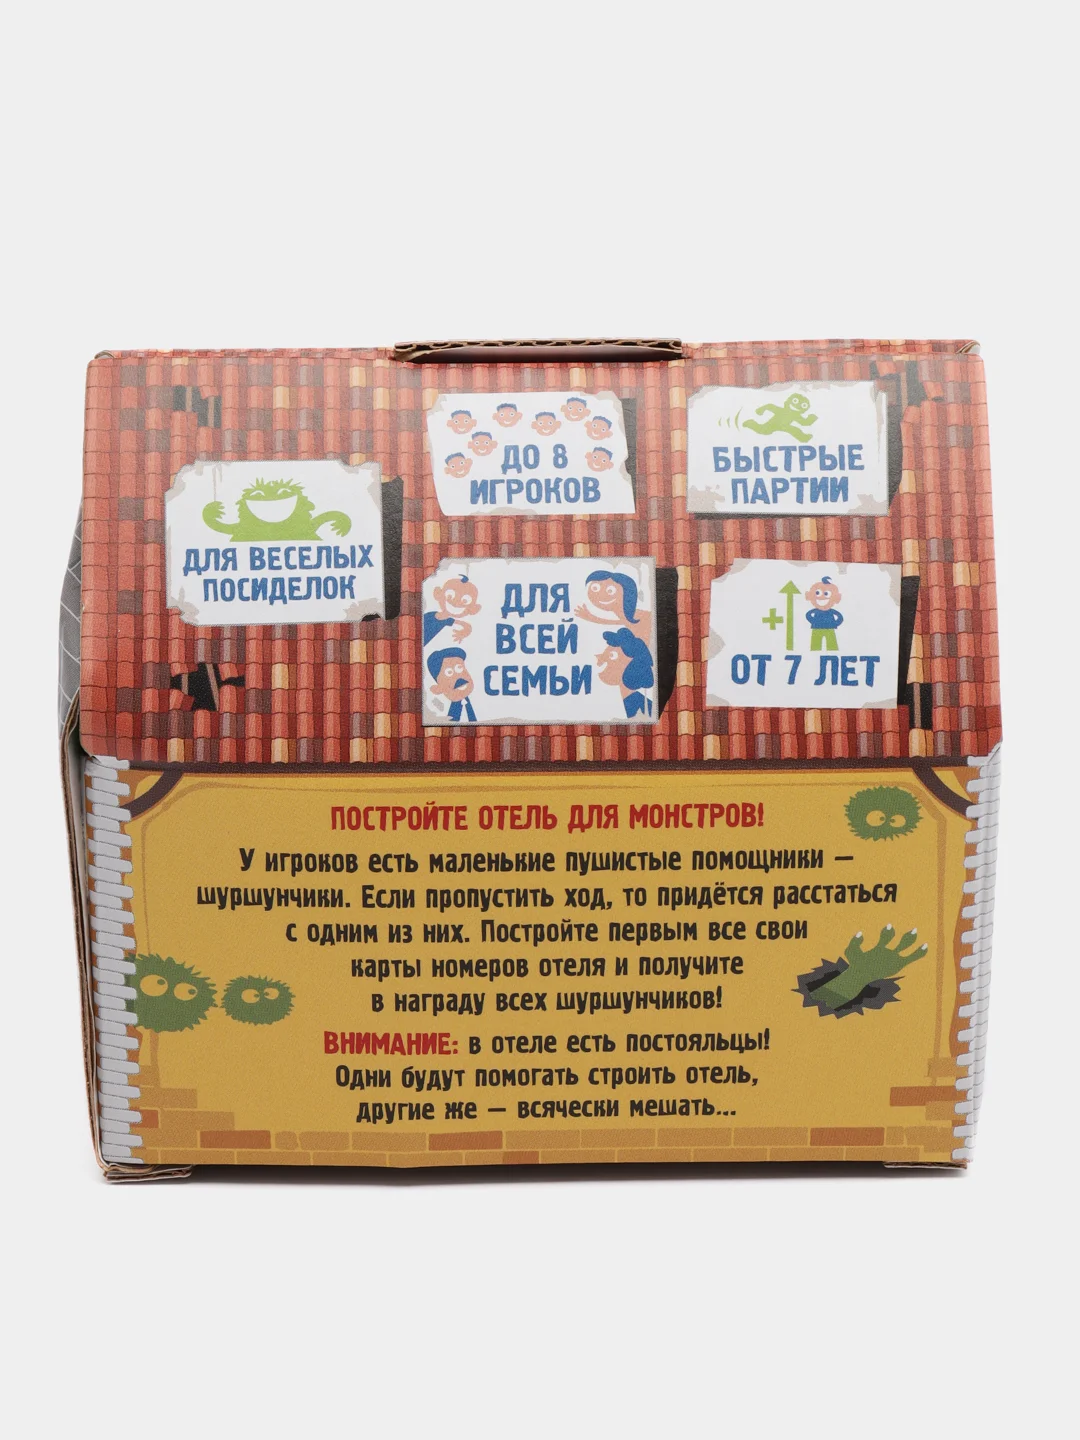 ДО 8
ИГРОКОВ
БЫСТРЫЕ
ПАРТИИ
ДЛЯ ВЕСЕЛЫХ
ПОСИДЕЛОК
ДЛЯ
ВСЕЙ
СЕМЬИ
+
ОТ 7 ЛЕТ
ПОСТРОЙТЕ ОТЕЛЬ ДЛЯ МОНСТРОВ!
У игроков есть маленькие пушистые помощники –
шуршунчики. Если пропустить ход, то придётся расстаться
с одним из них. Постройте первым все свои
карты номеров отеля и получите
в награду всех шуршунчиков!
ВНИМАНИЕ: в отеле есть постояльцы!
Одни будут помогать строить отель,
другие же – всячески мешать...